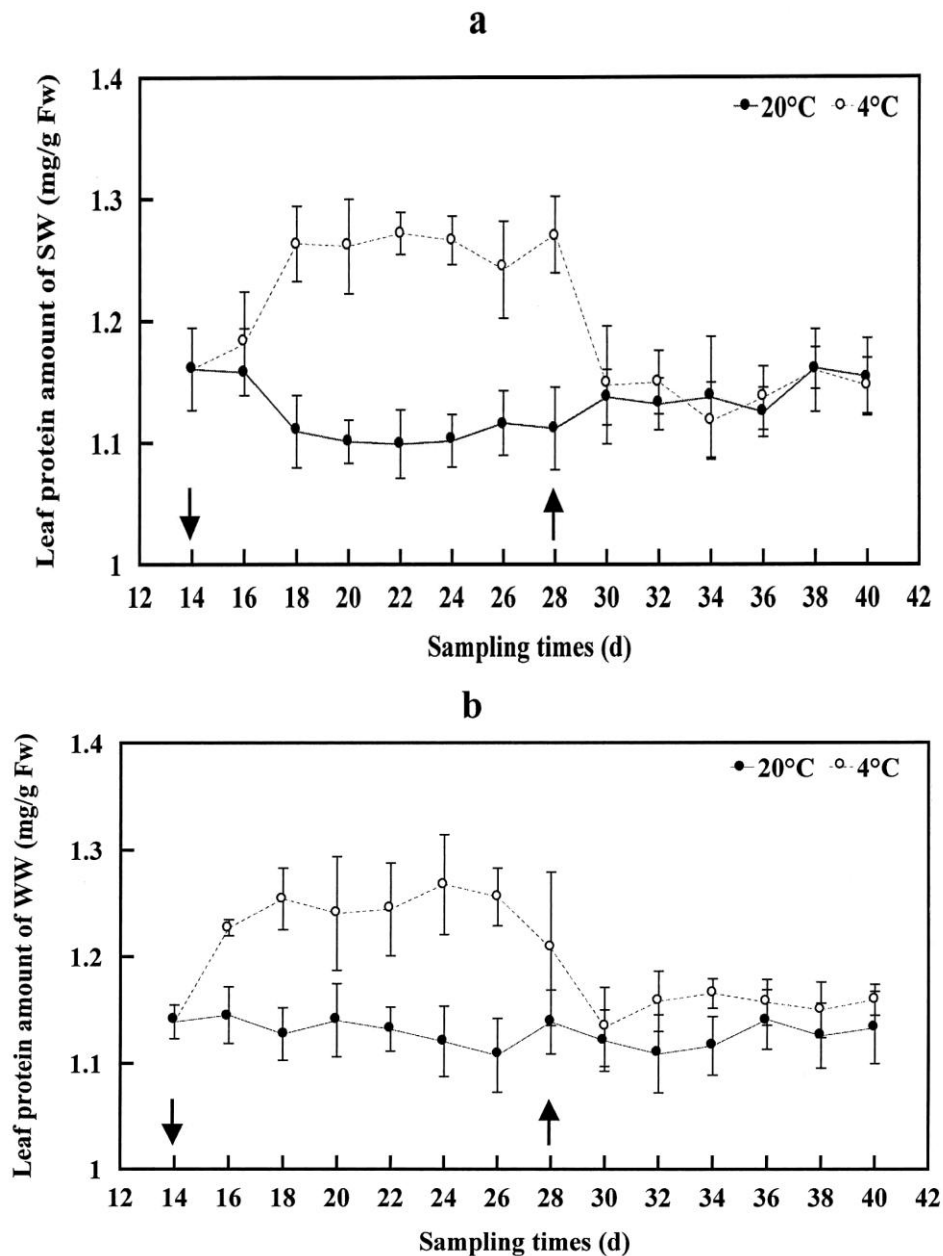 a
Leaf protein amount of SW (mg/g Fw)
1.4
1.3
1.2
1.1
1
20°C 4°C
12 14 16 18 20 22 24 26 28 30 32 34 36 38 40 42
Sampling times (d)
b
Leaf protein amount of WW (mg/g Fw)
1.4
1.3
1.2
1.1
1
20°C 4°C
12 14 16 18 20 22 24 26 28 30 32 34 36 38 40 42
Sampling times (d)